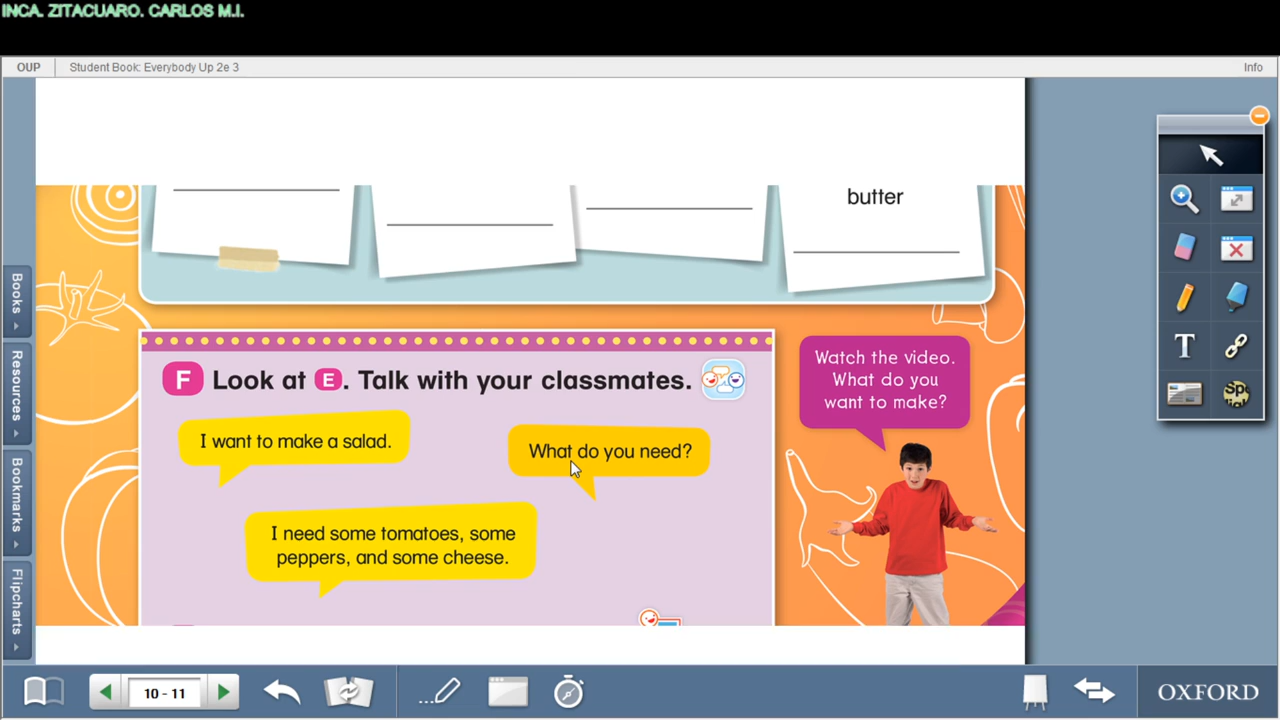 INCA. ZITACUARO. CARLOS M.I.
OUP
Student Book: Everybody Up 2e 3
Info
butter
F Look at E. Talk with your classmates.
I want to make a salad.
What do you need?
I need some tomatoes, some
peppers, and some cheese.
Watch the video.
What do you
want to make?
Books
Resources
Bookmarks
Flipcharts
T
10 - 11
OXFORD